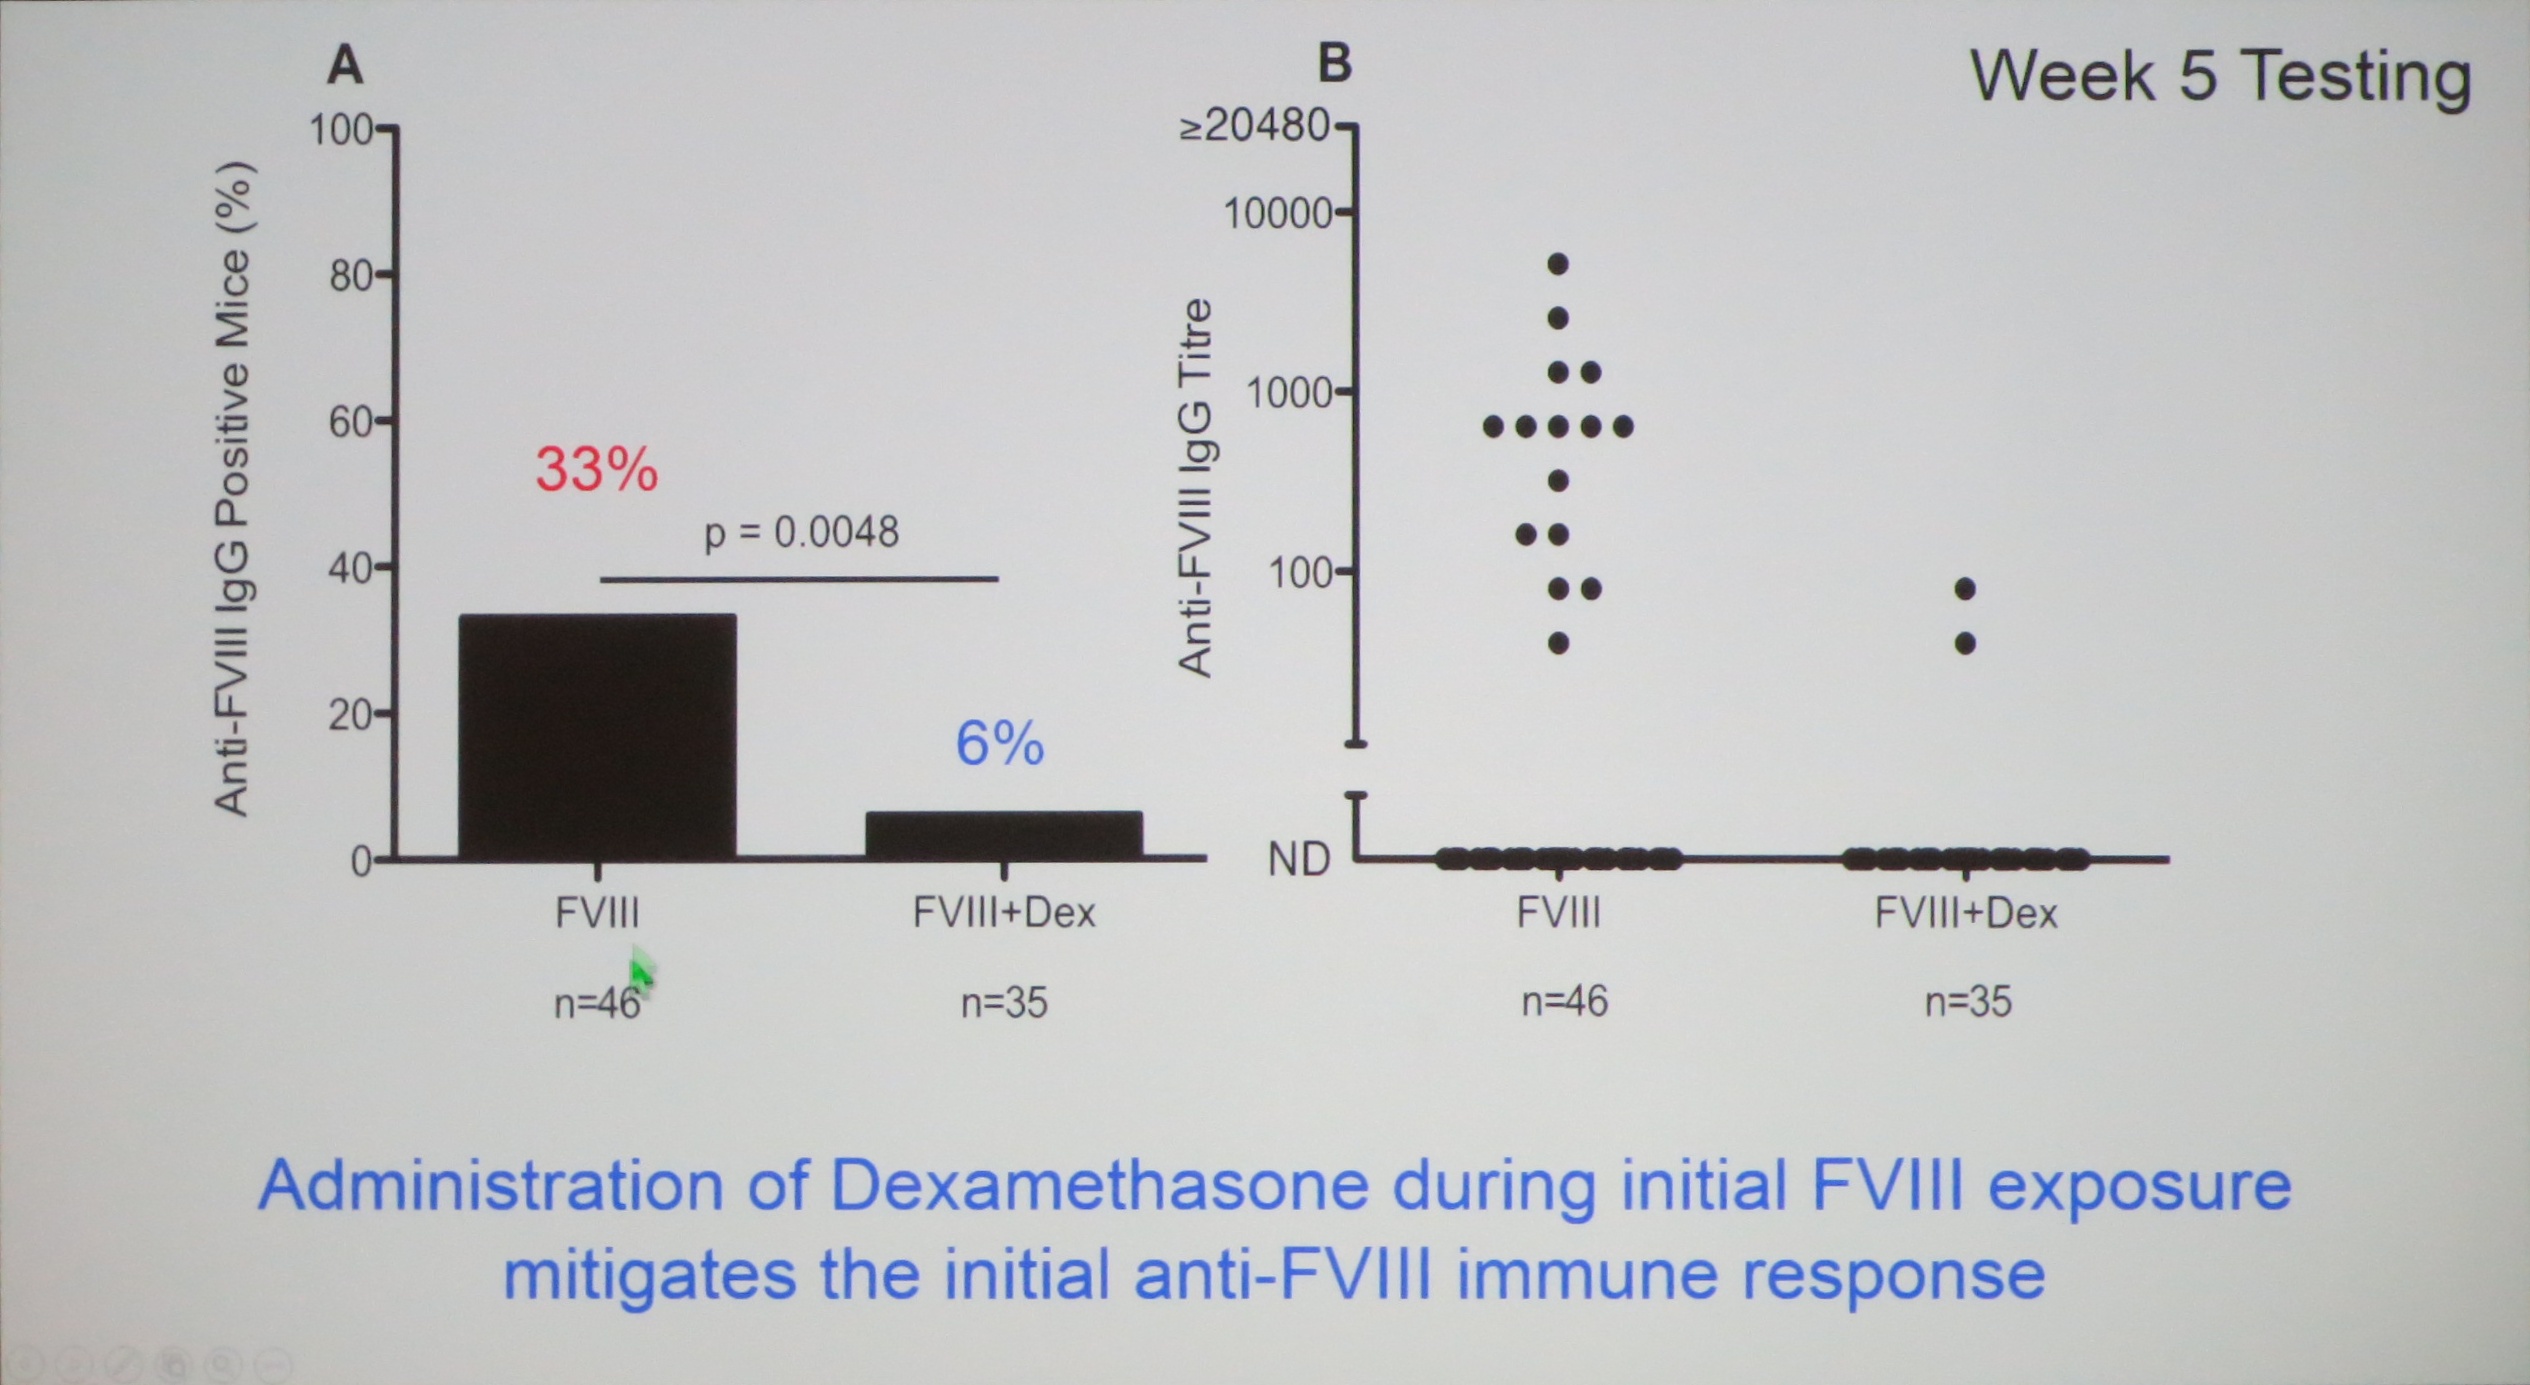 A
Anti-FVIII IgG Positive Mice (%)
100
80
60
40
20
0
33%
p = 0.0048
6%
FVIII
FVIII+Dex
n=46
n=35
B
Week 5 Testing
Anti-FVIII IgG Titre
≥20480
10000
1000
100
ND
FVIII
FVIII+Dex
n=46
n=35
Administration of Dexamethasone during initial FVIII exposure
mitigates the initial anti-FVIII immune response